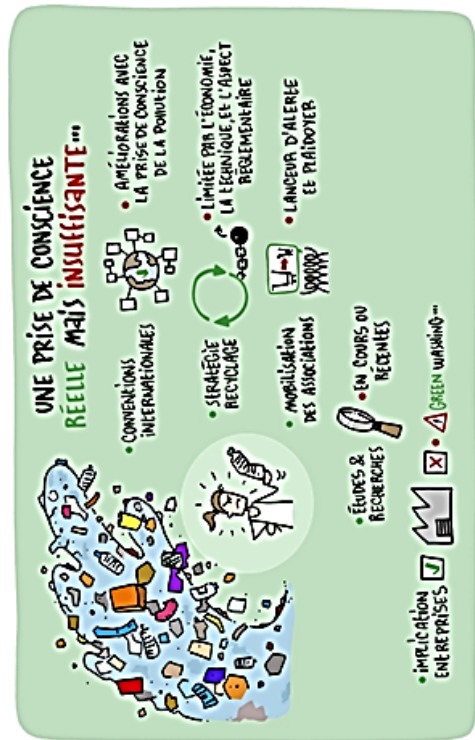 UNE PRISE DE CONSCIENCE
RÉELLE MAIS INSUFFISANTE...
• CONVENTIONS
INTERNATIONALES
• AMÉLIORATIONS AVEC
LA PRISE DE CONSCIENCE
DE LA POLLUTION
• STRATÉGIE
RECYCLAGE
• LIMITÉE PAR L'ÉCONOMIE,
LA TECHNIQUE, ET L'ASPECT
RÉGLEMENTAIRE
• MOBILISATION
DES ASSOCIATIONS
• LANCEUR D'ALERTE
ET PLAIDOYER
• ÉTUDES &
RECHERCHES
• EN COURS OU
RÉCENTES
• IMPLICATION
ENTREPRISES
• GREEN WASHING...